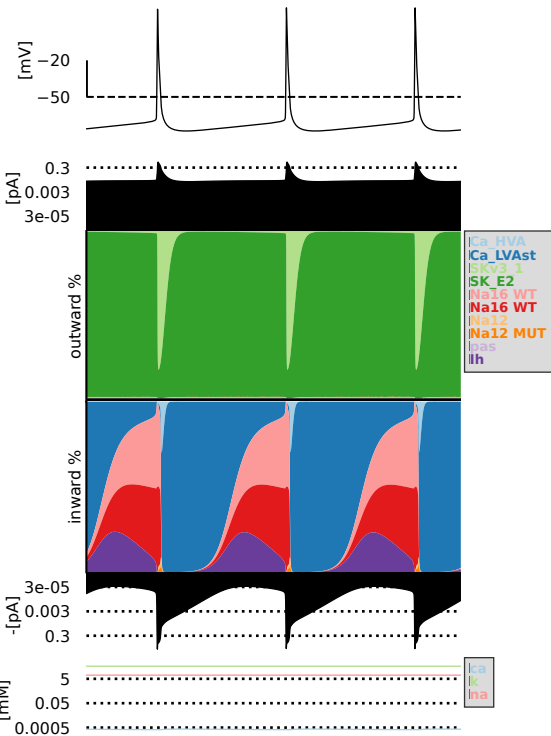 [mV]
−20
−50
[pA]
0.3
0.003
3e-05
outward %
Ca_HVA
Ca_LVAst
SKv3_1
SK_E2
Na16 WT
Na16 WT
Na12
Na12 MUT
pas
Ih
inward %
-[pA]
3e-05
0.003
0.3
[mM]
5
0.05
0.0005
ca
k
na